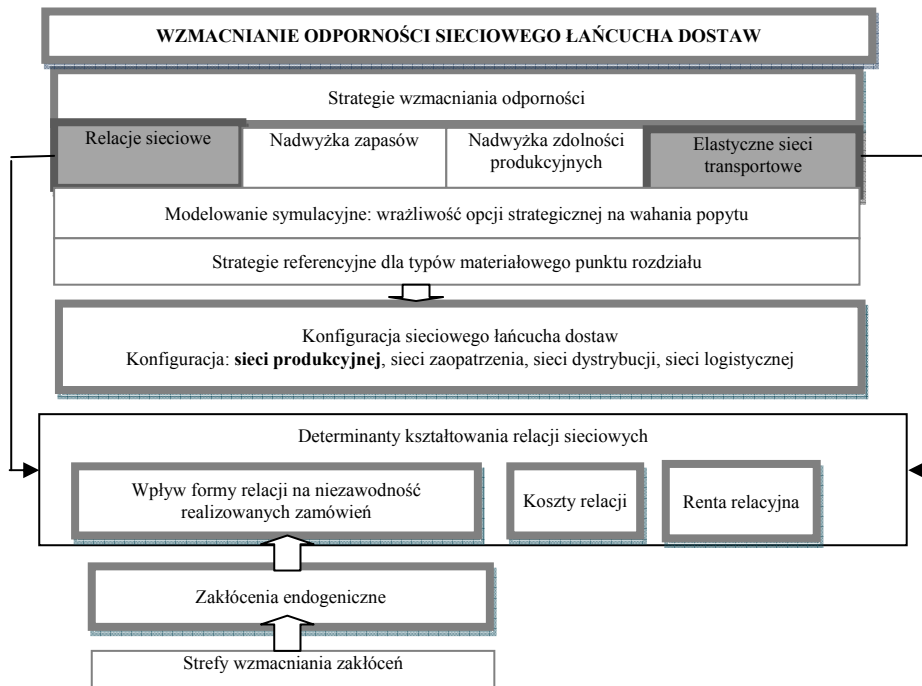 WZMACNIANIE ODPORNOŚCI SIECIOWEGO ŁAŃCUCHA DOSTAW
Strategie wzmacniania odporności
Relacje sieciowe
Nadwyżka zapasów
Nadwyżka zdolności
produkcyjnych
Elastyczne sieci
transportowe
Modelowanie symulacyjne: wrażliwość opcji strategicznej na wahania popytu
Strategie referencyjne dla typów materiałowego punktu rozdziału
Konfiguracja sieciowego łańcucha dostaw
Konfiguracja: sieci produkcyjnej, sieci zaopatrzenia, sieci dystrybucji, sieci logistycznej
Determinanty kształtowania relacji sieciowych
Wpływ formy relacji na niezawodność
realizowanych zamówień
Koszty relacji
Renta relacyjna
Zakłócenia endogeniczne
Strefy wzmacniania zakłóceń